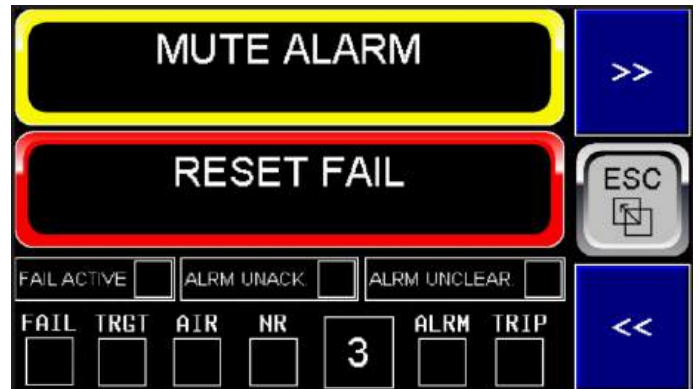 MUTE ALARM
>>
RESET FAIL
ESC
FAIL ACTIVE
ALRM UNACK.
ALRM UNCLEAR.
FAIL TRGT AIR NR 3 ALRM TRIP
<<